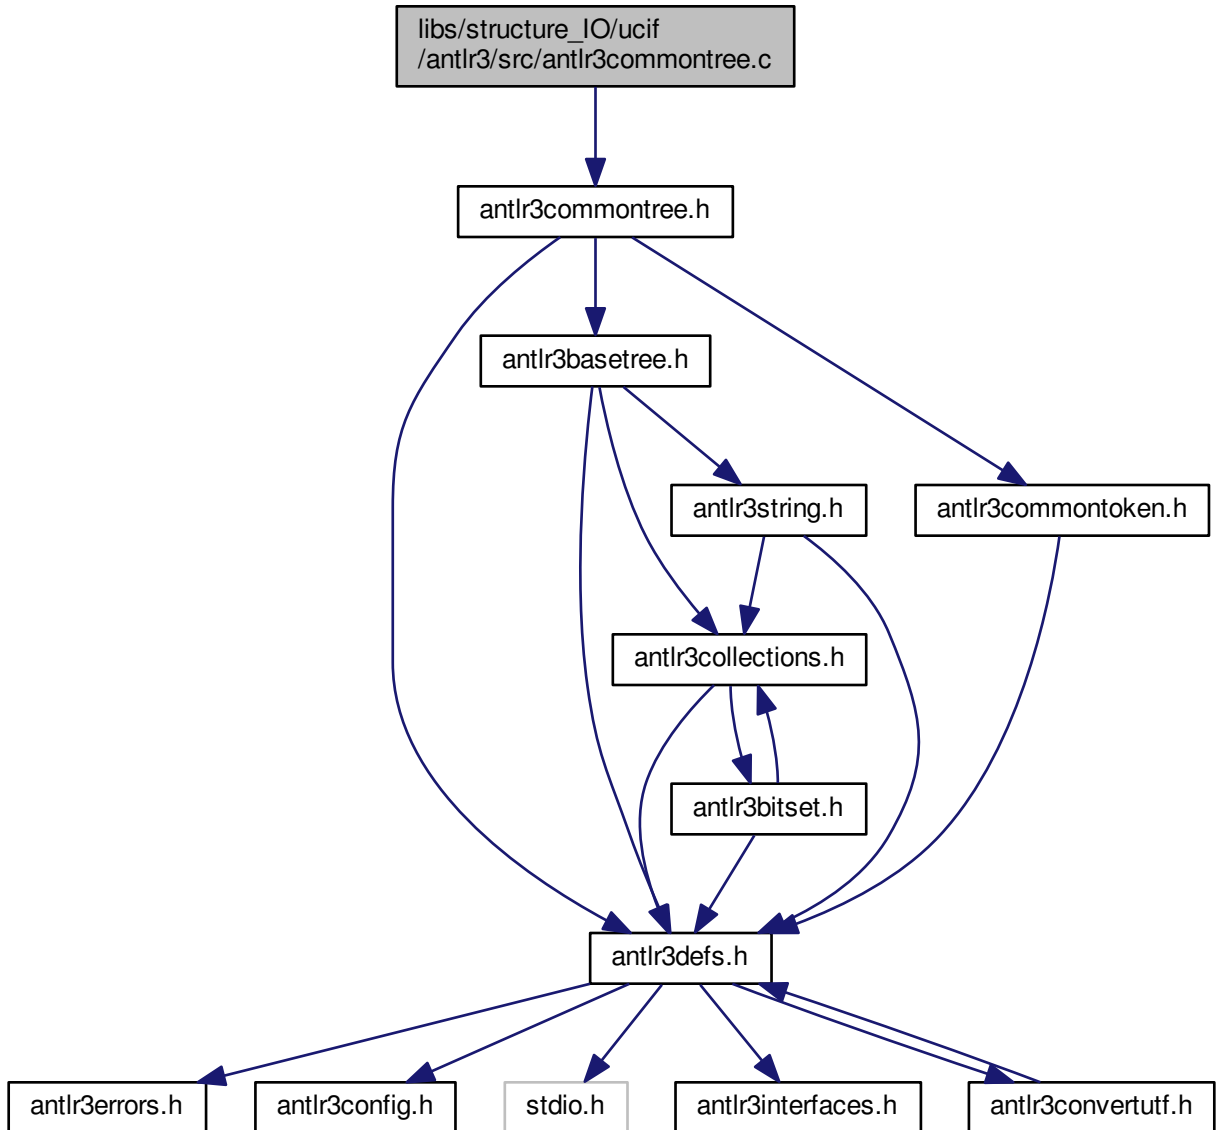 libs/structure_IO/ucif
/antlr3/src/antlr3commontree.c
antlr3commontree.h
antlr3basetree.h
antlr3string.h
antlr3commontoken.h
antlr3collections.h
antlr3bitset.h
antlr3defs.h
antlr3errors.h
antlr3config.h
stdio.h
antlr3interfaces.h
antlr3convertutf.h